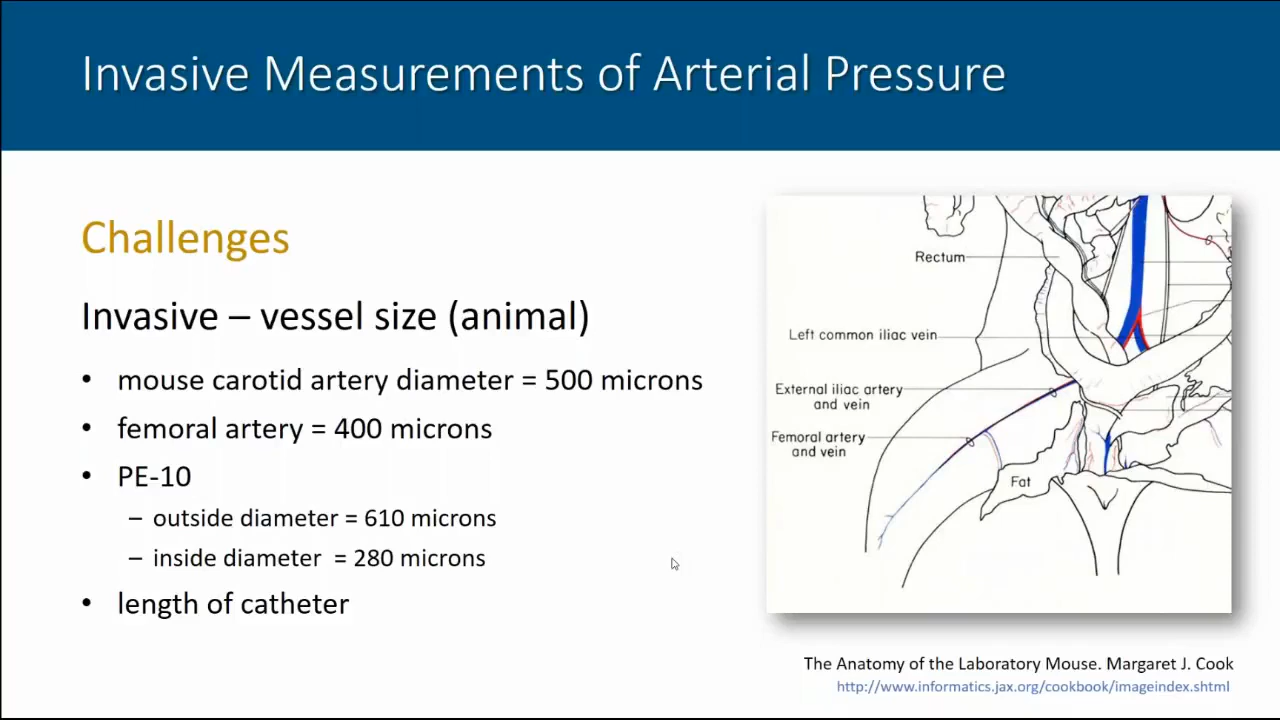 Invasive Measurements of Arterial Pressure
Challenges
Invasive – vessel size (animal)
• mouse carotid artery diameter = 500 microns
• femoral artery = 400 microns
• PE-10
– outside diameter = 610 microns
– inside diameter = 280 microns
• length of catheter
Rectum
Left common iliac vein
External iliac artery
and vein
Femoral artery
and vein
Fat
The Anatomy of the Laboratory Mouse. Margaret J. Cook
http://www.informatics.jax.org/cookbook/imageindex.shtml